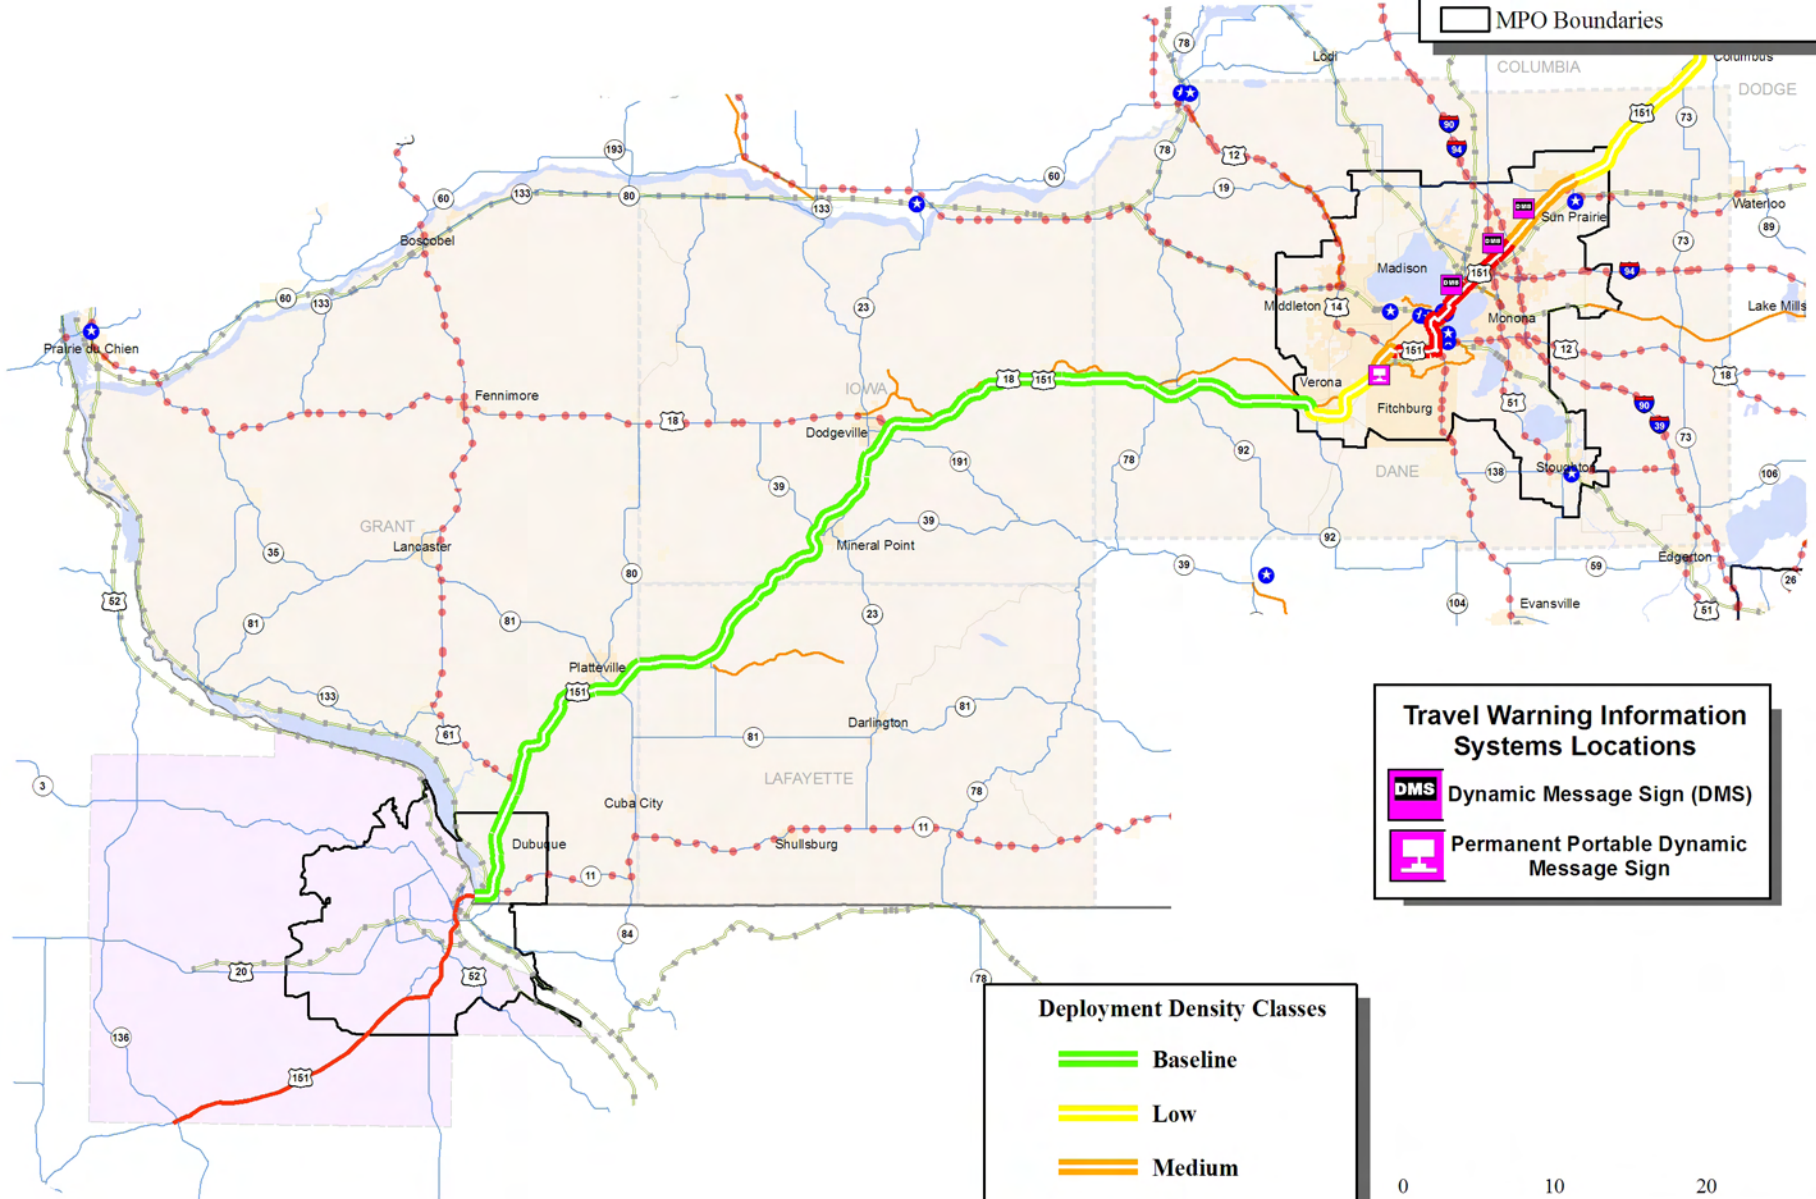 MPO Boundaries
78
Lodi
COLUMBIA
Columbus
DODGE
151
73
90
94
193
78
12
60
19
60
133
80
133
Waterloo
Sun Prairie
DMS
89
Boscobel
73
DMS
Madison
151
94
DMS
60
133
23
Middleton
14
Monona
Lake Mills
Prairie du Chien
151
12
18
151
Verona
18
IOWA
Fennimore
Fitchburg
51
90
39
18
Dodgeville
73
92
191
78
DANE
138
Stoughton
106
39
GRANT
39
Lancaster
Mineral Point
92
35
39
Edgerton
59
80
26
52
104
Evansville
51
81
81
23
Platteville
151
133
81
Darlington
61
81
Travel Warning Information
Systems Locations
LAFAYETTE
3
78
DMS
Dynamic Message Sign (DMS)
Cuba City
11
Dubuque
Shullsburg
Permanent Portable Dynamic
Message Sign
11
84
20
52
78
Deployment Density Classes
136
Baseline
151
Low
Medium
0 10 20